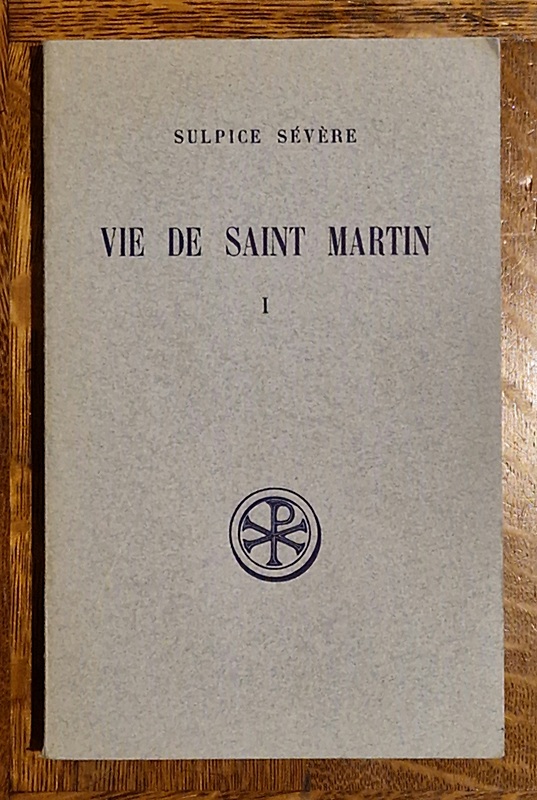 SULPICE SÉVÈRE
VIE DE SAINT MARTIN
I